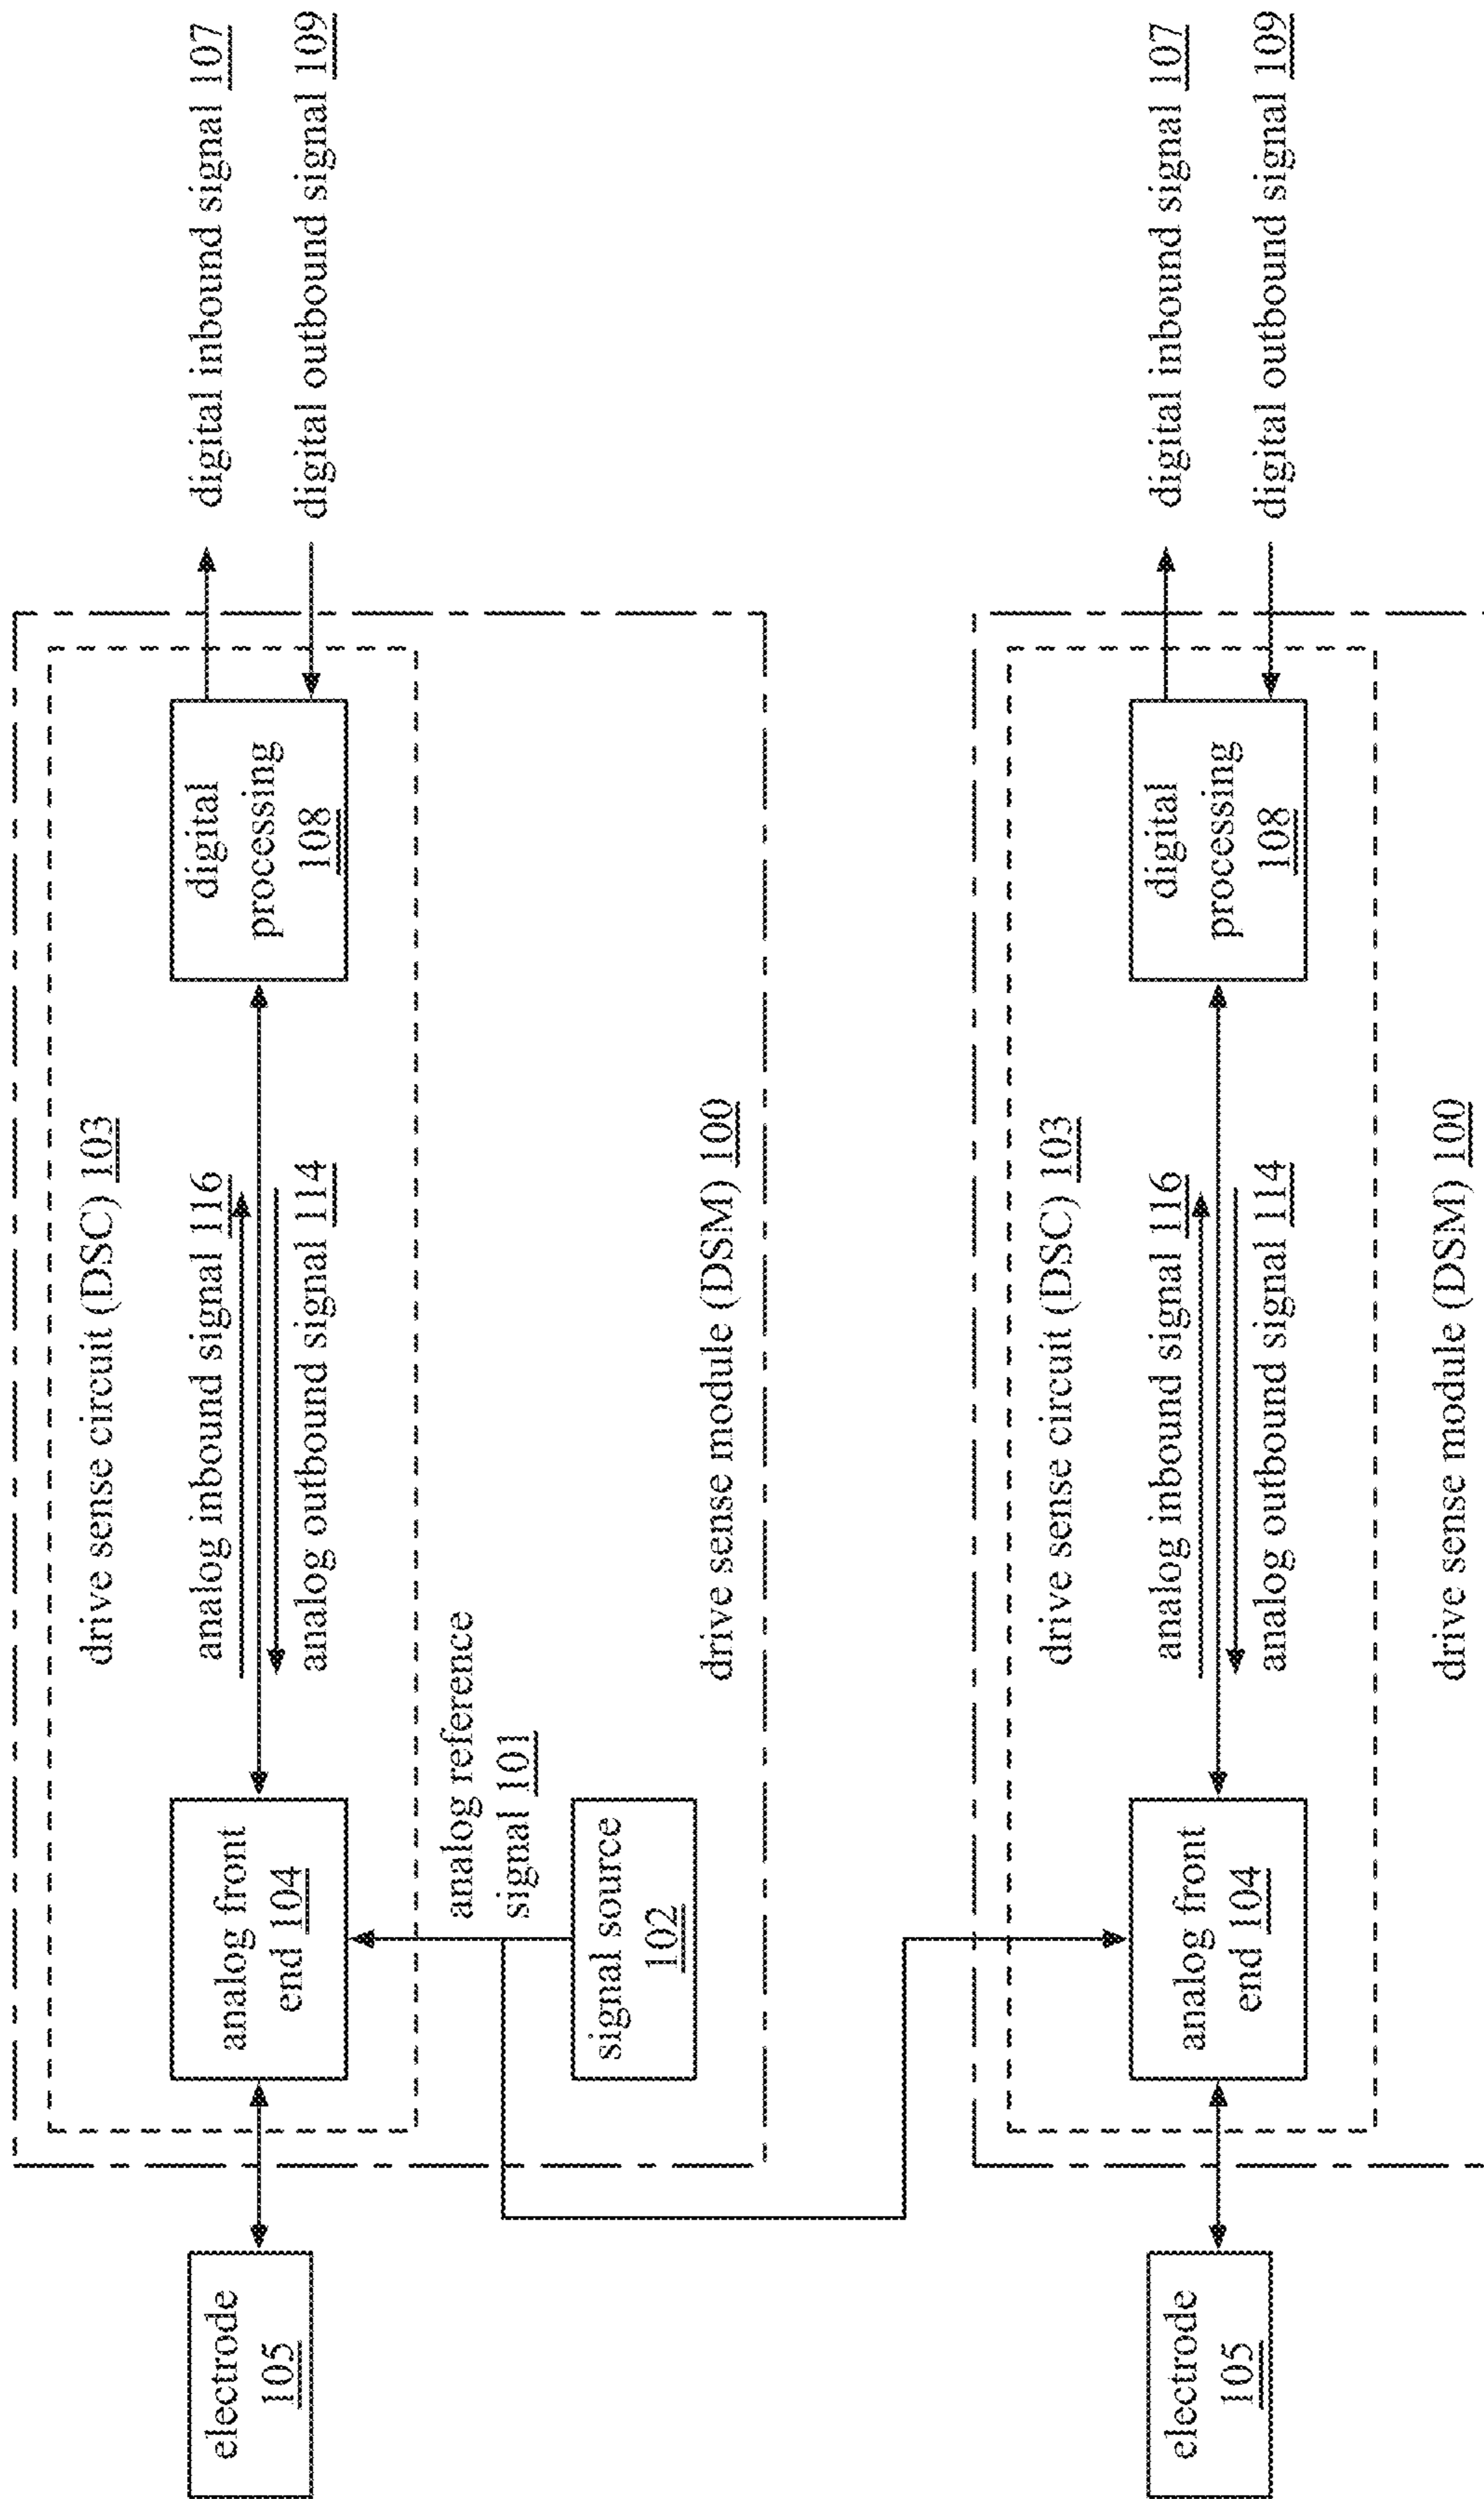 drive sense circuit (DSC) 103
electrode
105
analog front
end 104
analog inbound signal 116
analog outbound signal 114
digital
processing
108
digital inbound signal 107
digital outbound signal 109
analog reference
signal 101
signal source
102
drive sense module (DSM) 100
drive sense circuit (DSC) 103
electrode
105
analog front
end 104
analog inbound signal 116
analog outbound signal 114
digital
processing
108
digital inbound signal 107
digital outbound signal 109
drive sense module (DSM) 100